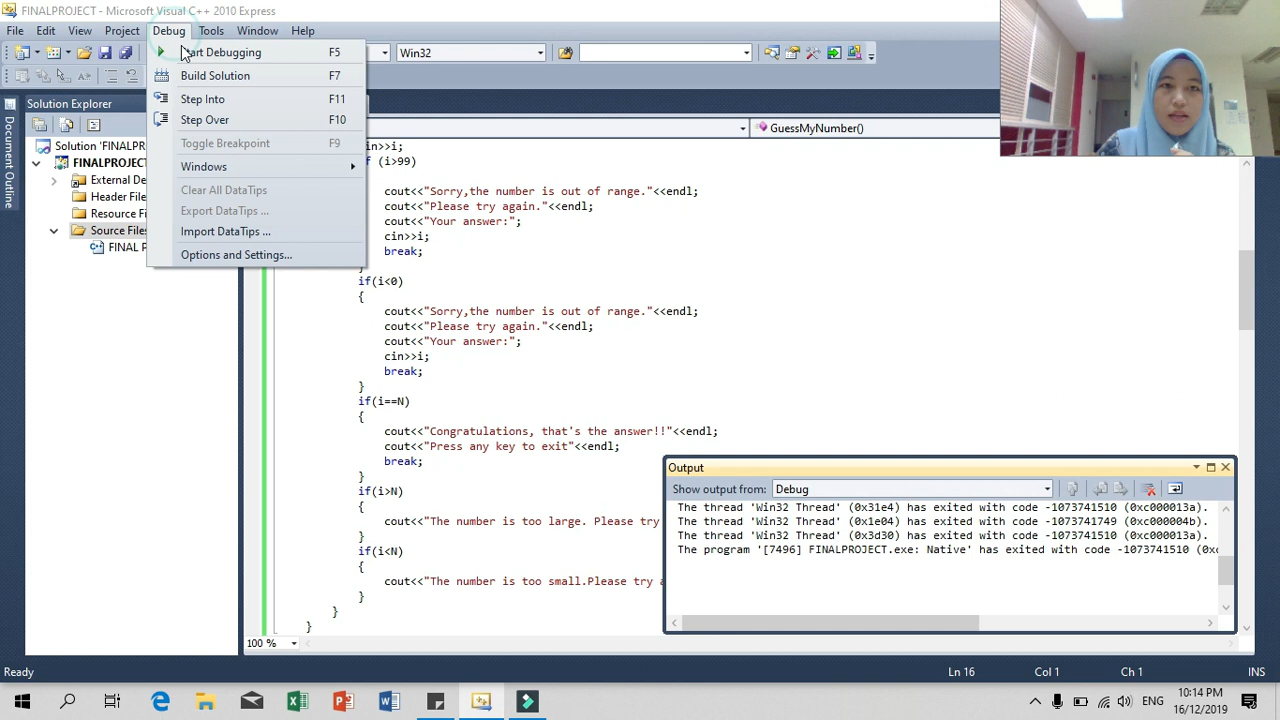 FINALPROJECT - Microsoft Visual C++ 2010 Express
File Edit View Project Debug Tools Window Help
Start Debugging F5
Win32
Build Solution F7
Step Into F11
Step Over F10
Toggle Breakpoint F9
Windows
Clear All DataTips
Export DataTips ...
Import DataTips ...
Options and Settings...
Document Outline
Solution Explorer
Solution 'FINALPR
FINALPROJECT
External De
Header File
Resource Fi
Source Files
FINAL P
GuessMyNumber()
cin>>i;
if (i>99)
cout<<"Sorry,the number is out of range."<<endl;
cout<<"Please try again."<<endl;
cout<<"Your answer:";
cin>>i;
break;
}
if(i<0)
{
cout<<"Sorry,the number is out of range."<<endl;
cout<<"Please try again."<<endl;
cout<<"Your answer:";
cin>>i;
break;
}
if(i==N)
{
cout<<"Congratulations, that's the answer!!"<<endl;
cout<<"Press any key to exit"<<endl;
break;
}
if(i>N)
{
cout<<"The number is too large. Please try
}
if(i<N)
{
cout<<"The number is too small.Please try a
}
}
}
100 %
Output
Show output from: Debug
The thread 'Win32 Thread' (0x31e4) has exited with code -1073741510 (0xc000013a).
The thread 'Win32 Thread' (0x1e04) has exited with code -1073741749 (0xc000004b).
The thread 'Win32 Thread' (0x3d30) has exited with code -1073741510 (0xc000013a).
The program '[7496] FINALPROJECT.exe: Native' has exited with code -1073741510 (0xc
Ready Ln 16 Col 1 Ch 1 INS
ENG
10:14 PM
16/12/2019